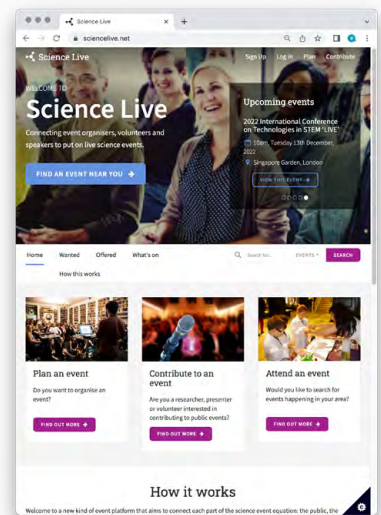 Science Live
sciencelive.net
Science Live
Sign Up Log in Plan Contribute
WELCOME TO
Science Live
Connecting event organisers, volunteers and
speakers to put on live science events.
FIND AN EVENT NEAR YOU →
Upcoming events
2022 International Conference
on Technologies in STEM 'LIVE'
10am, Tuesday 13th December,
2022
Singapore Garden, London
VIEW THIS EVENT →
Home Wanted Offered What's on
How this works
Search for...
EVENTS
SEARCH
Plan an event
Do you want to organise an
event?
FIND OUT MORE →
Contribute to an
event
Are you a researcher, presenter
or volunteer interested in
contributing to public events?
FIND OUT MORE →
Attend an event
Would you like to search for
events happening in your area?
FIND OUT MORE →
How it works
Welcome to a new kind of event platform that aims to connect each part of the science event equation: the public, the